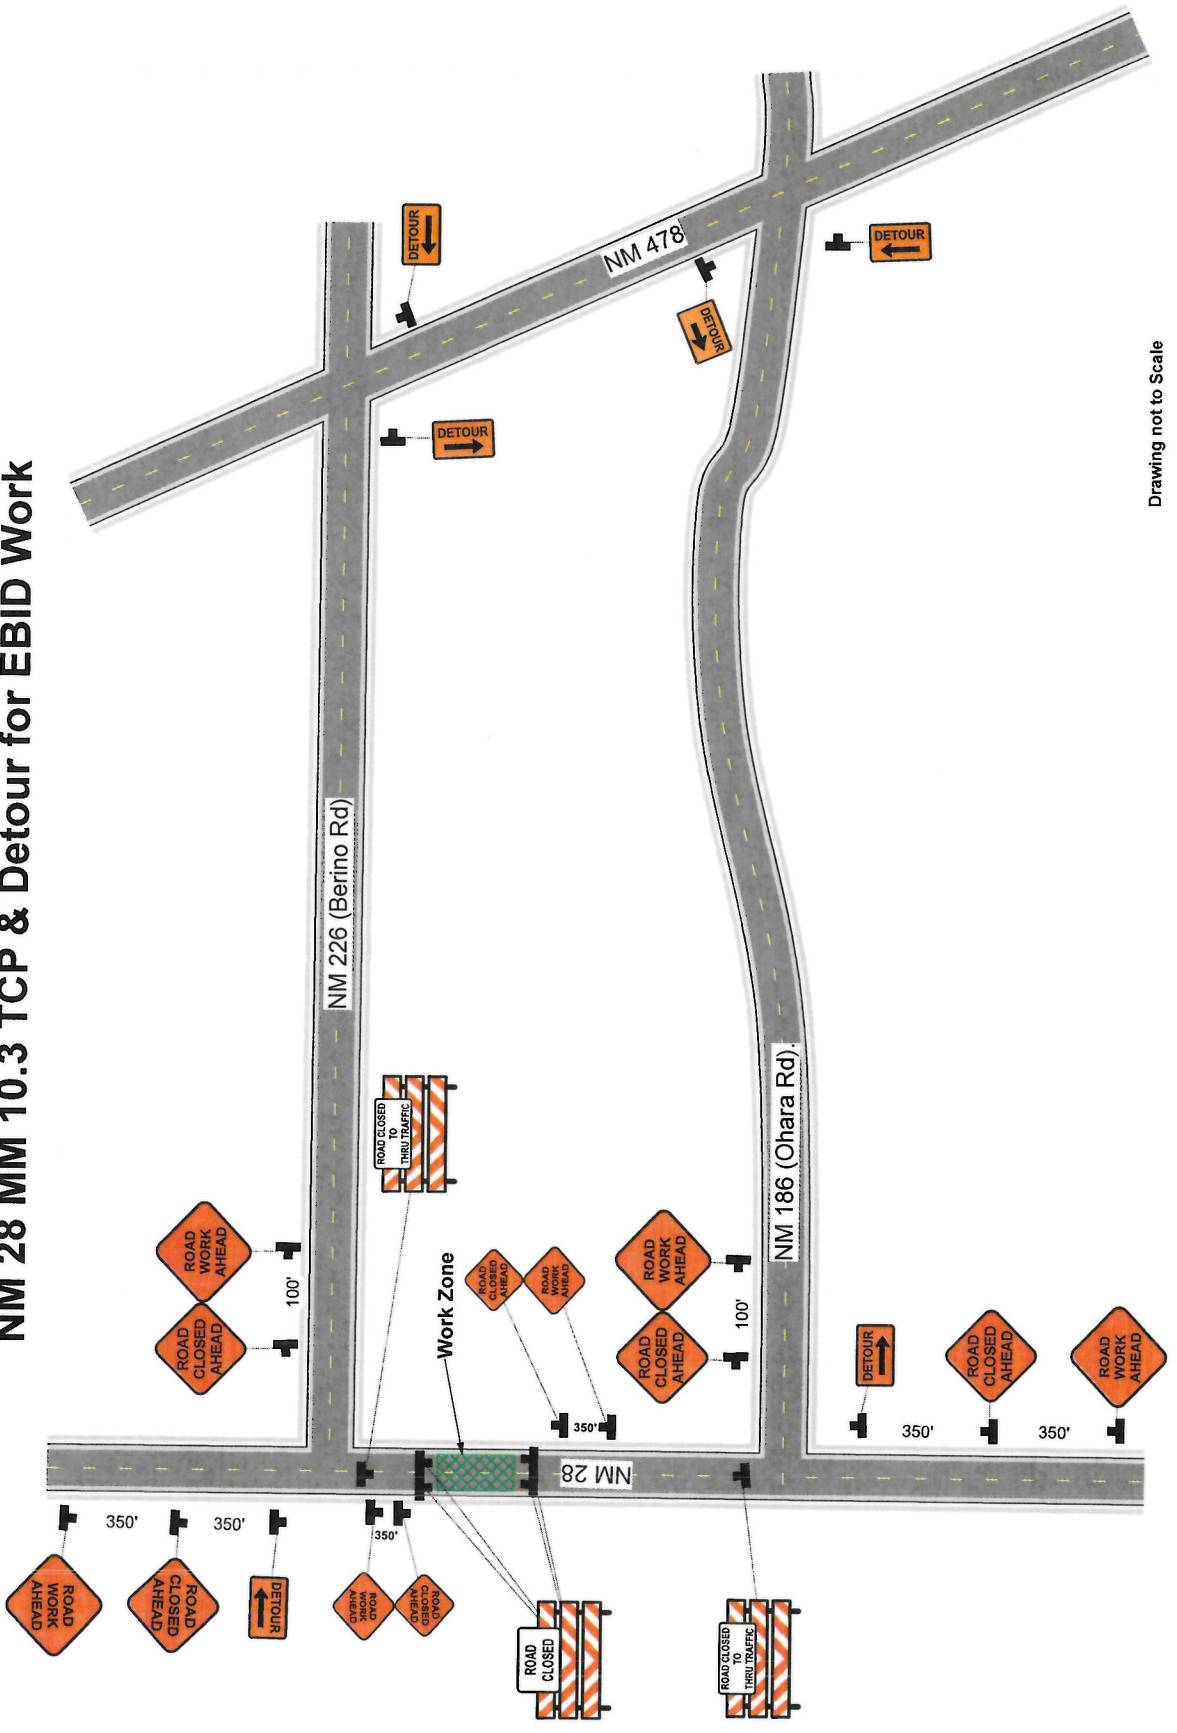 NM 28 MM 10.3 TCP & Detour for EBID Work
DETOUR
NM 478
DETOUR
DETOUR
DETOUR
NM 226 (Berino Rd)
NM 186 (Ohara Rd).
ROAD CLOSED
TO
THRU TRAFFIC
ROAD
WORK
AHEAD
ROAD
CLOSED
AHEAD
100'
Work Zone
ROAD
CLOSED
AHEAD
ROAD
WORK
AHEAD
350'
ROAD
WORK
AHEAD
ROAD
CLOSED
AHEAD
100'
DETOUR
ROAD
CLOSED
AHEAD
ROAD
WORK
AHEAD
350'
350'
NM 28
350'
350'
350'
ROAD
WORK
AHEAD
ROAD
CLOSED
AHEAD
DETOUR
ROAD
WORK
AHEAD
ROAD
CLOSED
AHEAD
ROAD
CLOSED
ROAD CLOSED
TO
THRU TRAFFIC
Drawing not to Scale